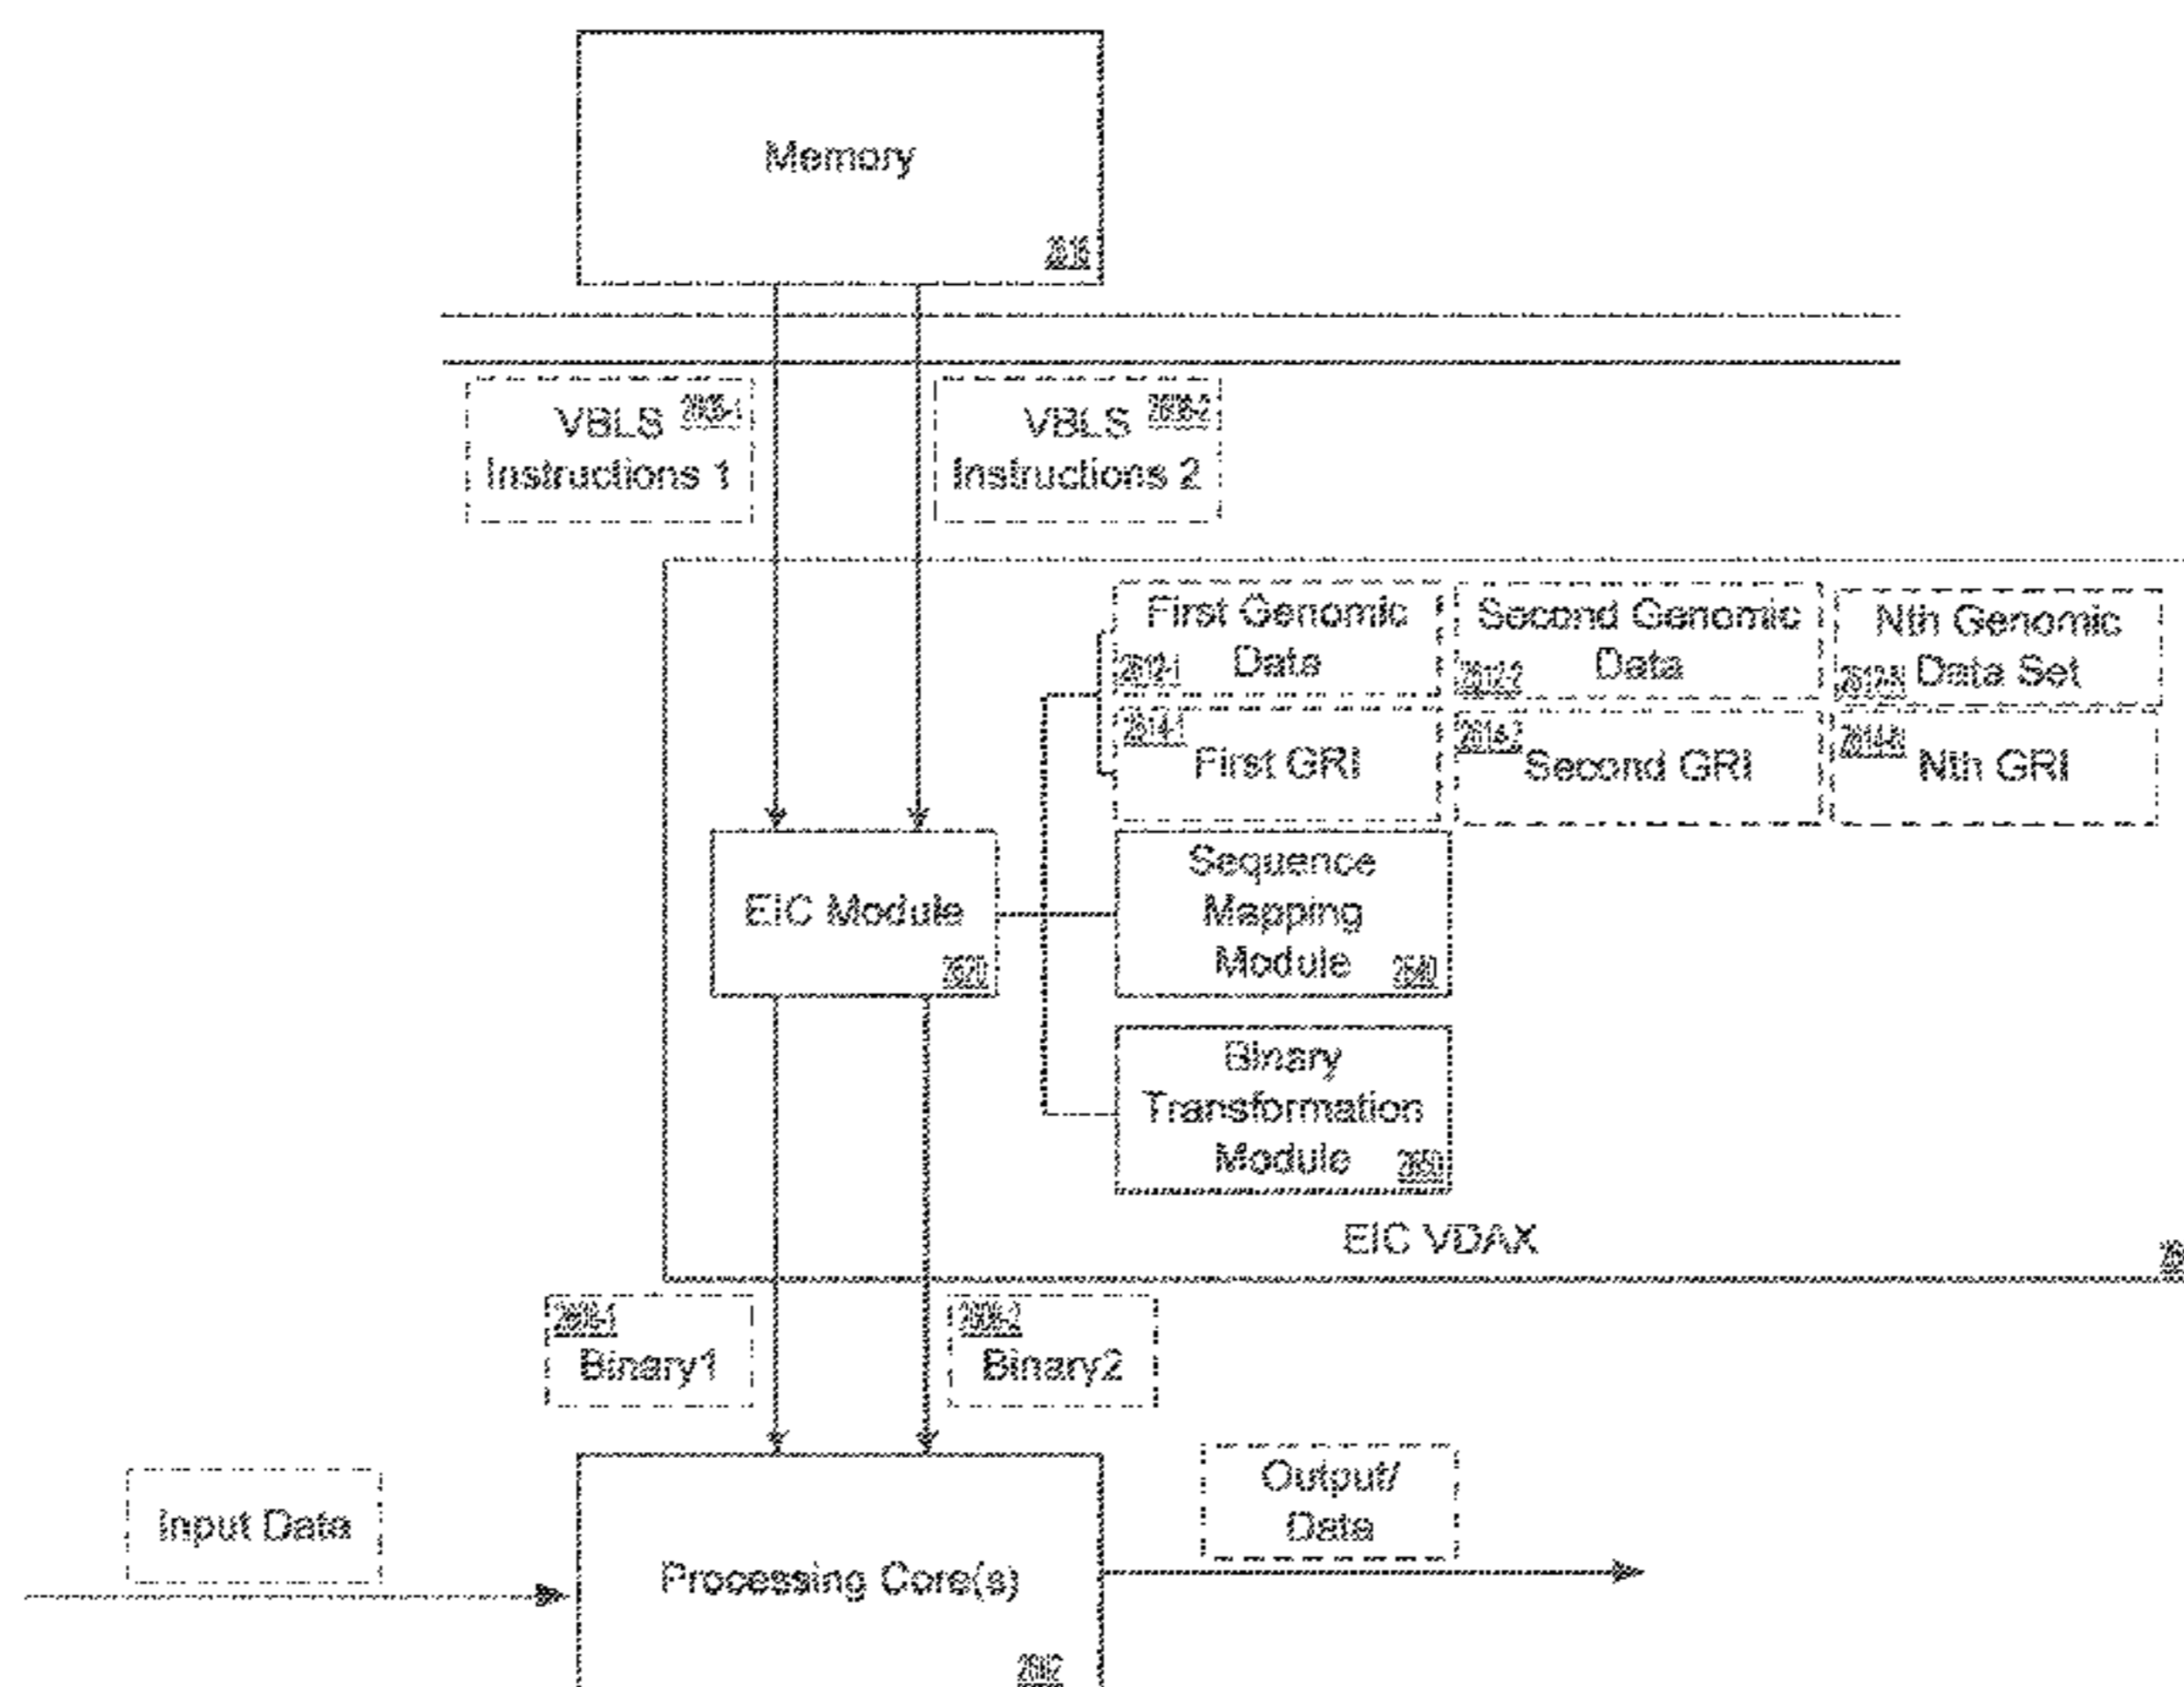 Memory
VBLS
Instructions 1
VBLS
Instructions 2
First Genomic
Data
Second Genomic
Data
Nth Genomic
Data Set
First GRI
Second GRI
Nth GRI
EIC Module
Sequence
Mapping
Module
Binary
Transformation
Module
EIC VDAX
Binary1
Binary2
Input Data
Processing Core(s)
Output/
Data